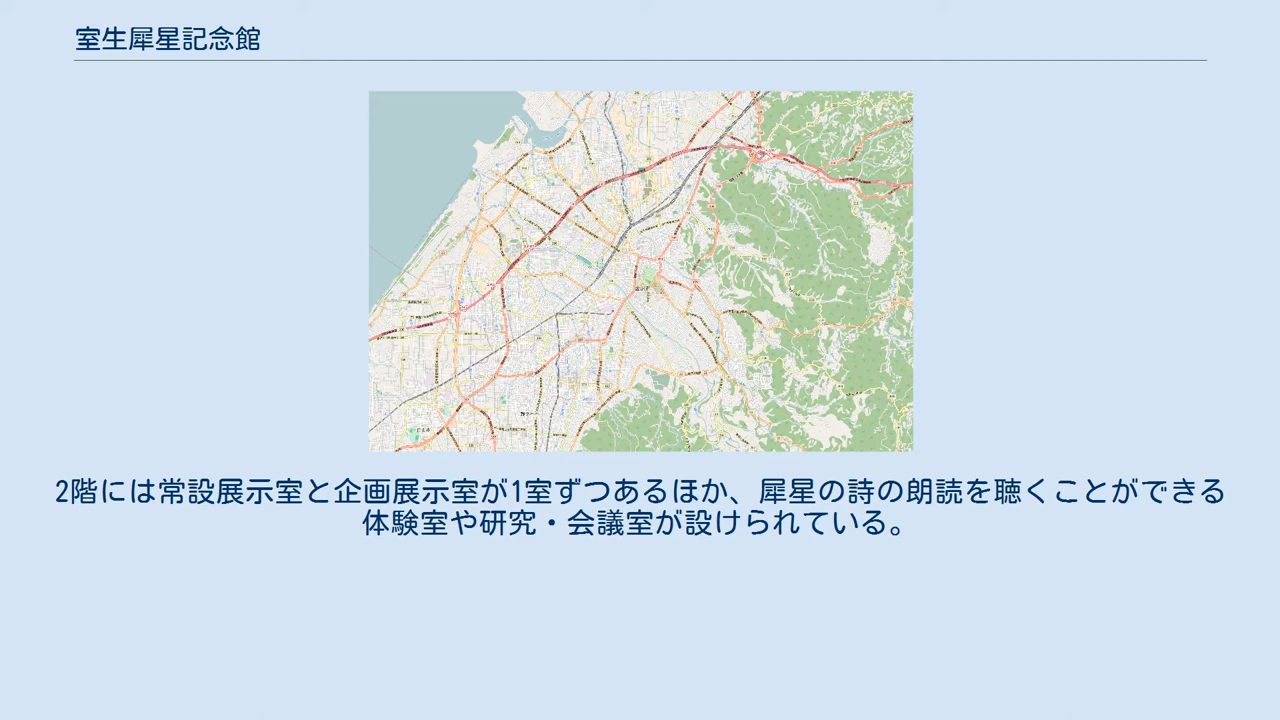 室生犀星記念館
2階には常設展示室と企画展示室が1室ずつあるほか、犀星の詩の朗読を聴くことができる
体験室や研究・会議室が設けられている。